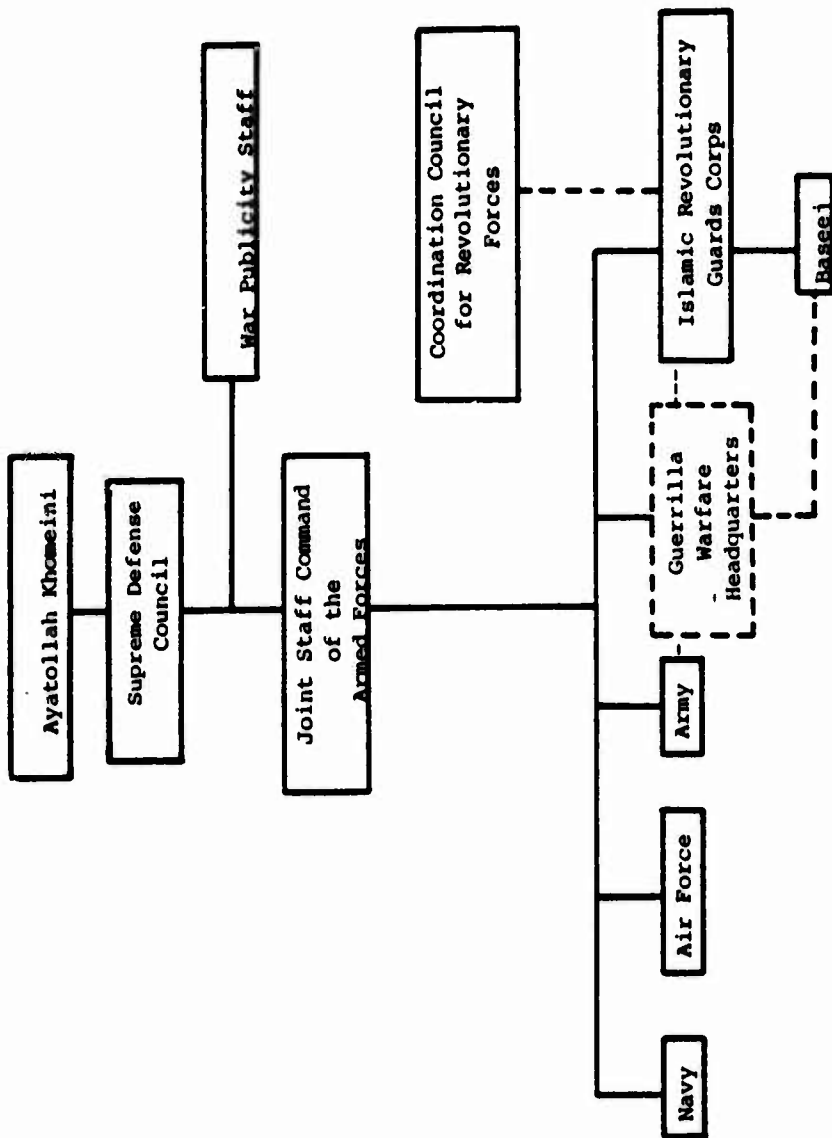 Ayatollah Khomeini
Supreme Defense
Council
War Publicity Staff
Joint Staff Command
of the
Armed Forces
Coordination Council
for Revolutionary
Forces
Navy
Air Force
Army
Guerrilla
Warfare
Headquarters
Islamic Revolutionary
Guards Corps
Baseej